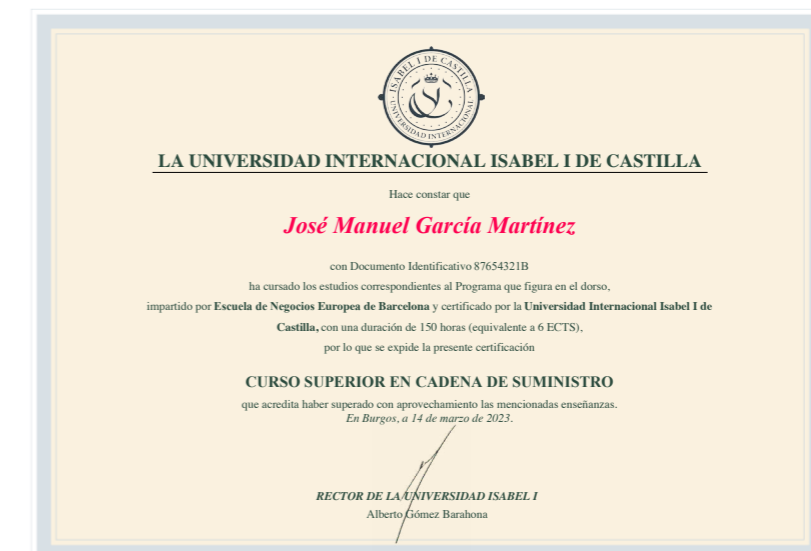 ISABEL I DE CASTILLA
UNIVERSIDAD INTERNACIONAL
LA UNIVERSIDAD INTERNACIONAL ISABEL I DE CASTILLA
Hace constar que
José Manuel García Martínez
con Documento Identificativo 87654321B
ha cursado los estudios correspondientes al Programa que figura en el dorso,
impartido por Escuela de Negocios Europea de Barcelona y certificado por la Universidad Internacional Isabel I de
Castilla, con una duración de 150 horas (equivalente a 6 ECTS),
por lo que se expide la presente certificación
CURSO SUPERIOR EN CADENA DE SUMINISTRO
que acredita haber superado con aprovechamiento las mencionadas enseñanzas.
En Burgos, a 14 de marzo de 2023.
RECTOR DE LA UNIVERSIDAD ISABEL I
Alberto Gómez Barahona